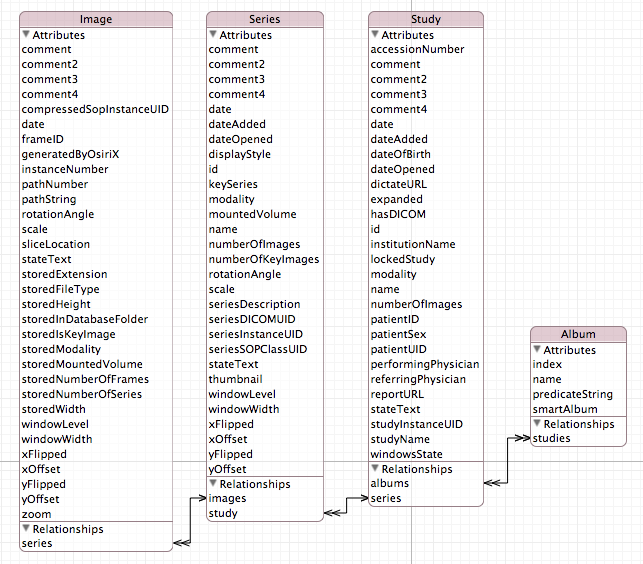 Image
Attributes
comment
comment2
comment3
comment4
compressedSopInstanceUID
date
frameID
generatedByOsiriX
instanceNumber
pathNumber
pathString
rotationAngle
scale
sliceLocation
stateText
storedExtension
storedFileType
storedHeight
storedInDatabaseFolder
storedIsKeyImage
storedModality
storedMountedVolume
storedNumberOfFrames
storedNumberOfSeries
storedWidth
windowLevel
windowWidth
xFlipped
xOffset
yFlipped
yOffset
zoom
Relationships
series
Series
Attributes
comment
comment2
comment3
comment4
date
dateAdded
dateOpened
displayStyle
id
keySeries
modality
mountedVolume
name
numberOfImages
numberOfKeyImages
rotationAngle
scale
seriesDescription
seriesDICOMUID
seriesInstanceUID
seriesSOPClassUID
stateText
thumbnail
windowLevel
windowWidth
xFlipped
xOffset
yFlipped
yOffset
Relationships
images
study
Study
Attributes
accessionNumber
comment
comment2
comment3
comment4
date
dateAdded
dateOfBirth
dateOpened
dictateURL
expanded
hasDICOM
id
institutionName
lockedStudy
modality
name
numberOfImages
patientID
patientSex
patientUID
performingPhysician
referringPhysician
reportURL
stateText
studyInstanceUID
studyName
windowsState
Relationships
albums
series
Album
Attributes
index
name
predicateString
smartAlbum
Relationships
studies